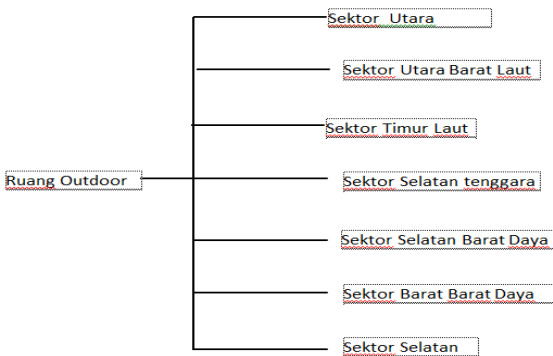 Sektor Utara
Sektor Utara Barat Laut
Sektor Timur Laut
Ruang Outdoor
Sektor Selatan tenggara
Sektor Selatan Barat Daya
Sektor Barat Barat Daya
Sektor Selatan